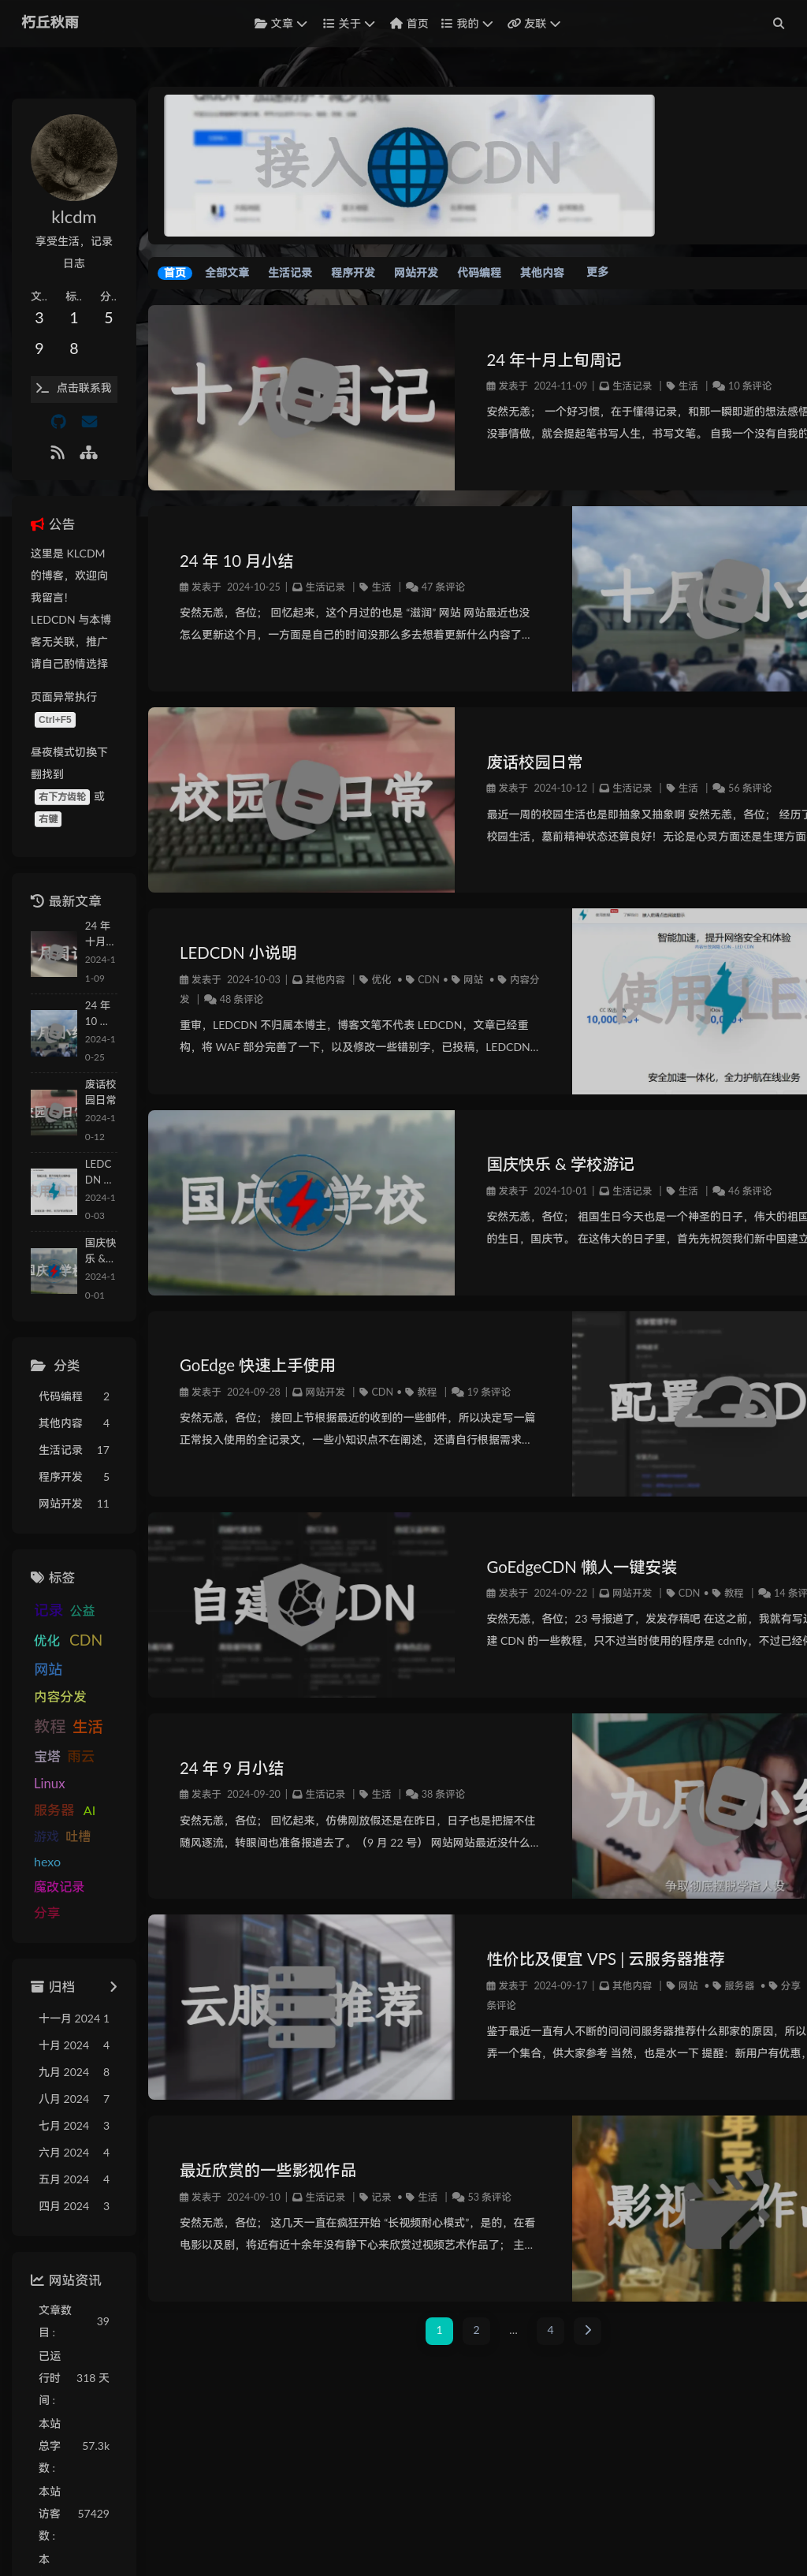 朽丘秋雨
文章 关于 首页 我的 友联
接入 CDN
klcdm
享受生活，记录
日志
文.. 标.. 分..
3 1 5
9 8
点击联系我
公告
这里是 KLCDM
的博客，欢迎向
我留言！
LEDCDN 与本博
客无关联，推广
请自己酌情选择
页面异常执行
Ctrl+F5
昼夜模式切换下
翻找到
右下方齿轮 或
右键
最新文章
24 年
十月...
2024-1
1-09
24 年
10 ...
2024-1
0-25
废话校
园日常
2024-1
0-12
LEDC
DN ...
2024-1
0-03
国庆快
乐 &...
2024-1
0-01
分类
代码编程 2
其他内容 4
生活记录 17
程序开发 5
网站开发 11
标签
记录 公益
优化 CDN
网站
内容分发
教程 生活
宝塔 雨云
Linux
服务器 AI
游戏 吐槽
hexo
魔改记录
分享
归档
十一月 2024 1
十月 2024 4
九月 2024 8
八月 2024 7
七月 2024 3
六月 2024 4
五月 2024 4
四月 2024 3
网站资讯
文章数
目 : 39
已运
行时 318 天
间 :
本站
总字 57.3k
数 :
本站
访客 57429
数 :
本
首页 全部文章 生活记录 程序开发 网站开发 代码编程 其他内容 更多
十月周记
24 年十月上旬周记
发表于 2024-11-09 | 生活记录 | 生活 | 10 条评论
安然无恙； 一个好习惯，在于懂得记录，和那一瞬即逝的想法感悟
没事情做，就会提起笔书写人生，书写文笔。 自我一个没有自我的
24 年 10 月小结
发表于 2024-10-25 | 生活记录 | 生活 | 47 条评论
安然无恙，各位； 回忆起来，这个月过的也是 “滋润” 网站 网站最近也没
怎么更新这个月，一方面是自己的时间没那么多去想着更新什么内容了...
十月小结
校园日常
废话校园日常
发表于 2024-10-12 | 生活记录 | 生活 | 56 条评论
最近一周的校园生活也是即抽象又抽象啊 安然无恙，各位； 经历了
校园生活，墓前精神状态还算良好！无论是心灵方面还是生理方面
LEDCDN 小说明
发表于 2024-10-03 | 其他内容 | 优化 • CDN • 网站 • 内容分
发 | 48 条评论
重审，LEDCDN 不归属本博主，博客文笔不代表 LEDCDN，文章已经重
构，将 WAF 部分完善了一下，以及修改一些错别字，已投稿，LEDCDN...
智能加速，提升网络安全和体验
安全加速一体化，全力护航在线业务
国庆 学校
国庆快乐 & 学校游记
发表于 2024-10-01 | 生活记录 | 生活 | 46 条评论
安然无恙，各位； 祖国生日今天也是一个神圣的日子，伟大的祖国
的生日，国庆节。 在这伟大的日子里，首先先祝贺我们新中国建立
GoEdge 快速上手使用
发表于 2024-09-28 | 网站开发 | CDN • 教程 | 19 条评论
安然无恙，各位； 接回上节根据最近的收到的一些邮件，所以决定写一篇
正常投入使用的全记录文，一些小知识点不在阐述，还请自行根据需求...
自建 CDN
GoEdgeCDN 懒人一键安装
发表于 2024-09-22 | 网站开发 | CDN • 教程 | 14 条评
安然无恙，各位；23 号报道了，发发存稿吧 在这之前，我就有写过
建 CDN 的一些教程，只不过当时使用的程序是 cdnfly，不过已经停
24 年 9 月小结
发表于 2024-09-20 | 生活记录 | 生活 | 38 条评论
安然无恙，各位； 回忆起来，仿佛刚放假还是在昨日，日子也是把握不住
随风逐流，转眼间也准备报道去了。（9 月 22 号） 网站网站最近没什么...
九月小结
争取彻底摆脱学渣人设
云服 推荐
性价比及便宜 VPS | 云服务器推荐
发表于 2024-09-17 | 其他内容 | 网站 • 服务器 • 分享
条评论
鉴于最近一直有人不断的问问问服务器推荐什么那家的原因，所以
弄一个集合，供大家参考 当然，也是水一下 提醒：新用户有优惠，
最近欣赏的一些影视作品
发表于 2024-09-10 | 生活记录 | 记录 • 生活 | 53 条评论
安然无恙，各位； 这几天一直在疯狂开始 “长视频耐心模式”，是的，在看
电影以及剧，将近有近十余年没有静下心来欣赏过视频艺术作品了； 主...
影视作品
1 2 ... 4